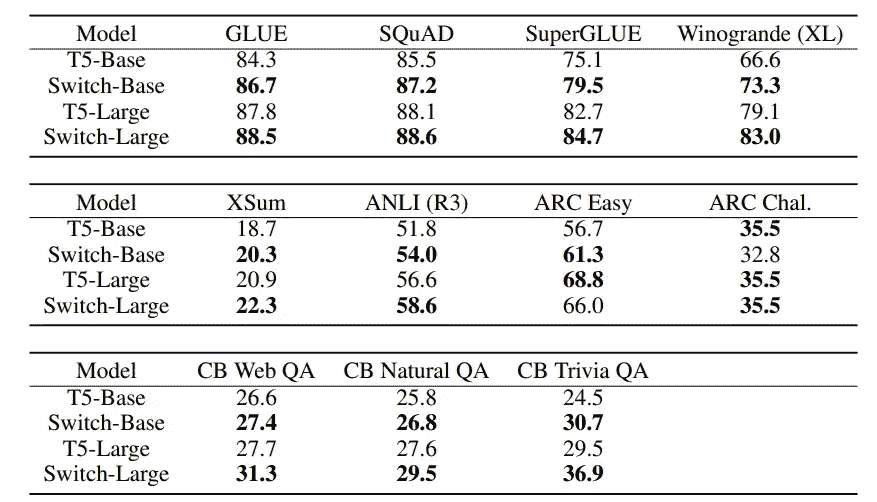 Model GLUE SQuAD SuperGLUE Winogrande (XL)
T5-Base 84.3 85.5 75.1 66.6
Switch-Base 86.7 87.2 79.5 73.3
T5-Large 87.8 88.1 82.7 79.1
Switch-Large 88.5 88.6 84.7 83.0
Model XSum ANLI (R3) ARC Easy ARC Chal.
T5-Base 18.7 51.8 56.7 35.5
Switch-Base 20.3 54.0 61.3 32.8
T5-Large 20.9 56.6 68.8 35.5
Switch-Large 22.3 58.6 66.0 35.5
Model CB Web QA CB Natural QA CB Trivia QA
T5-Base 26.6 25.8 24.5
Switch-Base 27.4 26.8 30.7
T5-Large 27.7 27.6 29.5
Switch-Large 31.3 29.5 36.9